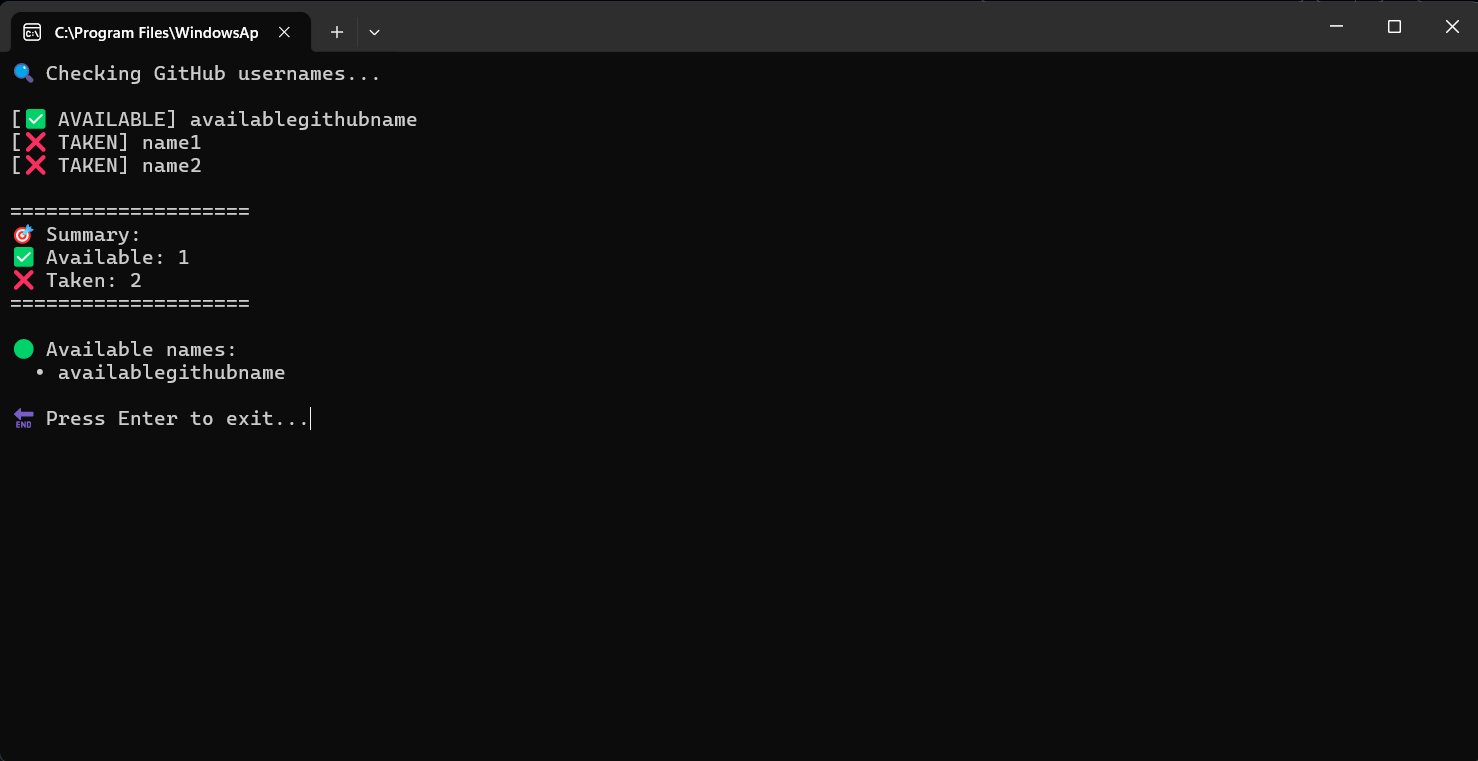 C:\Program Files\WindowsAp
🔍 Checking GitHub usernames...
[✅ AVAILABLE] availablegithubname
[❌ TAKEN] name1
[❌ TAKEN] name2
====================
🎯 Summary:
✅ Available: 1
❌ Taken: 2
====================
🟢 Available names:
• availablegithubname
🔚 Press Enter to exit...